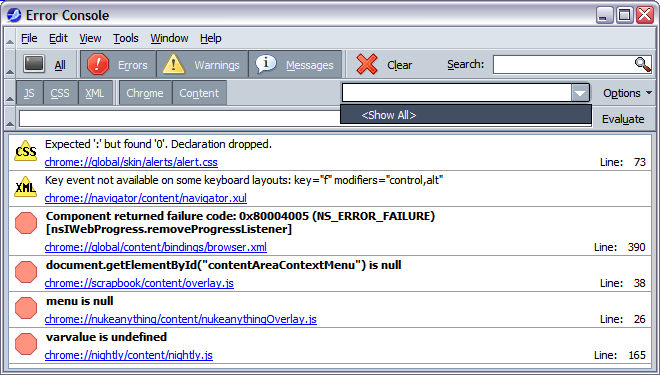 Error Console
File Edit View Tools Window Help
All Errors Warnings Messages Clear Search:
JS CSS XML Chrome Content Options
<Show All>
Evaluate
CSS Expected ':' but found '0'. Declaration dropped.
chrome://global/skin/alerts/alert.css Line: 73
XML Key event not available on some keyboard layouts: key="f" modifiers="control,alt"
chrome://navigator/content/navigator.xul
Component returned failure code: 0x80004005 (NS_ERROR_FAILURE)
[nsIWebProgress.removeProgressListener]
chrome://global/content/bindings/browser.xml Line: 390
document.getElementById("contentAreaContextMenu") is null
chrome://scrapbook/content/overlay.js Line: 38
menu is null
chrome://nukeanything/content/nukeanythingOverlay.js Line: 26
varvalue is undefined
chrome://nightly/content/nightly.js Line: 165